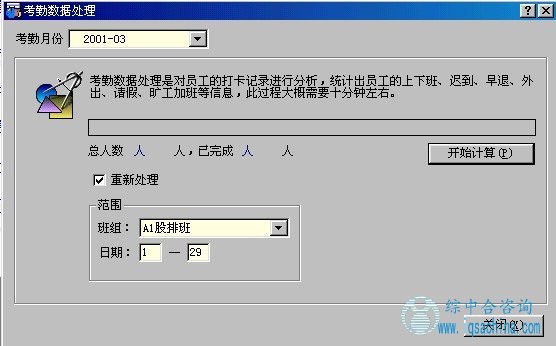 考勤数据处理
考勤月份 2001-03
考勤数据处理是对员工的打卡记录进行分析，统计出员工的上下班、迟到、早退、外
出、请假、旷工加班等信息，此过程大概需要十分钟左右。
总人数 人 人，已完成 人 人
开始计算(P)
重新处理
范围
班组： A1股排班
日期： 1 — 29
综中合咨询
关闭(X)